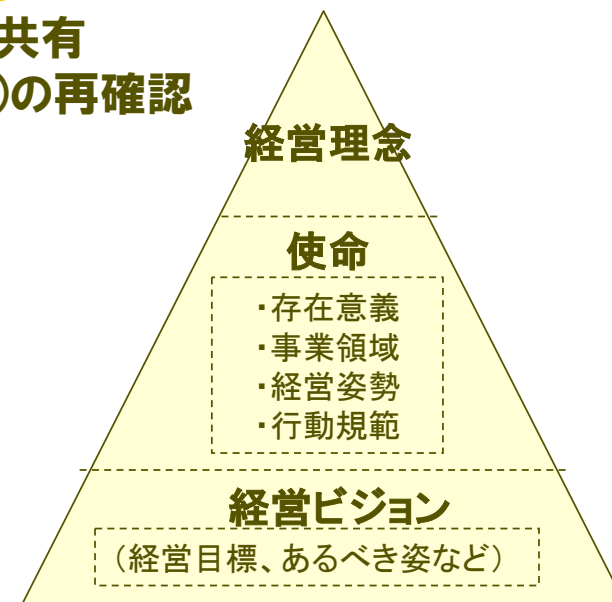 共有
)の再確認
経営理念
使命
・存在意義
・事業領域
・経営姿勢
・行動規範
経営ビジョン
（経営目標、あるべき姿など）